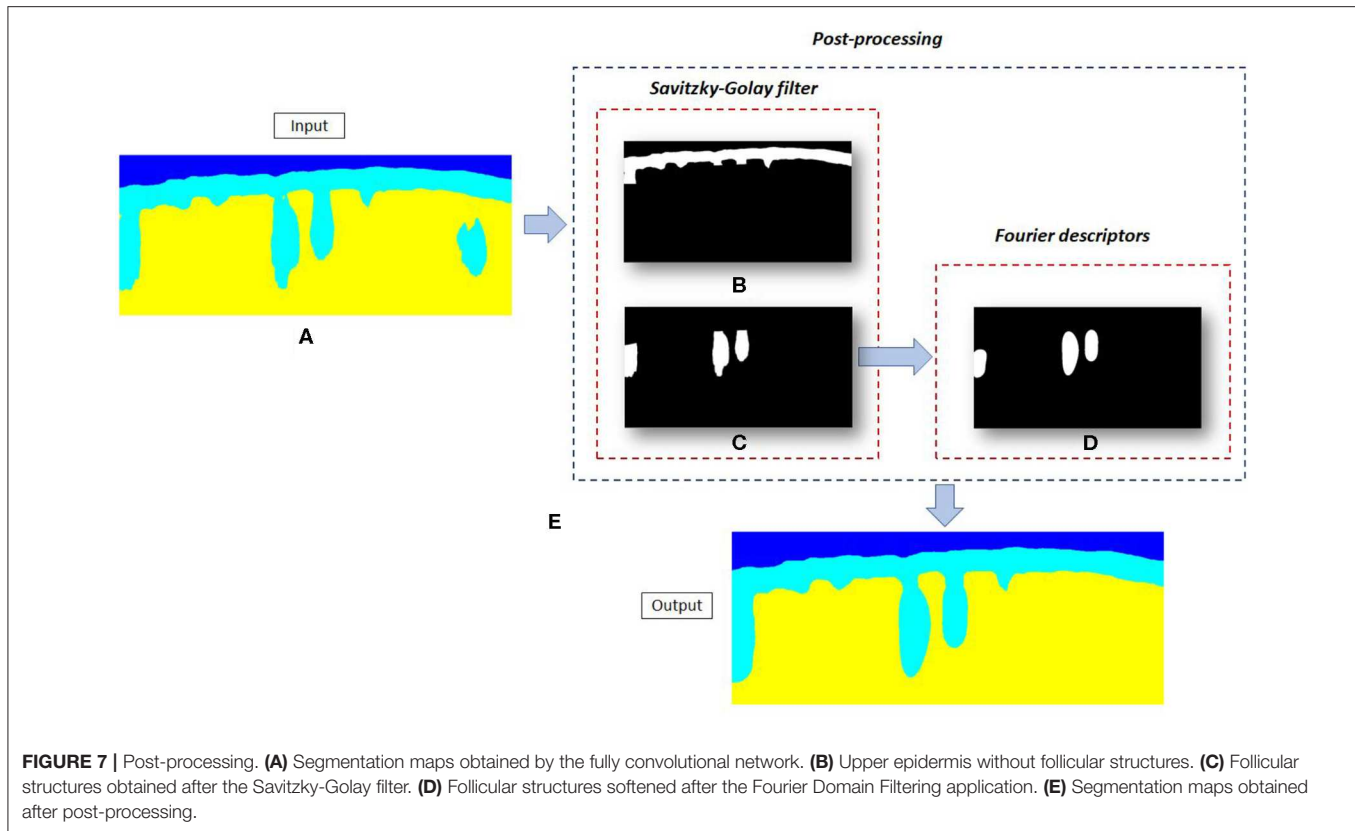 Post-processing
Savitzky-Golay filter
Input
A
B
Fourier descriptors
C
D
E
Output
FIGURE 7 | Post-processing. (A) Segmentation maps obtained by the fully convolutional network. (B) Upper epidermis without follicular structures. (C) Follicular
structures obtained after the Savitzky-Golay filter. (D) Follicular structures softened after the Fourier Domain Filtering application. (E) Segmentation maps obtained
after post-processing.